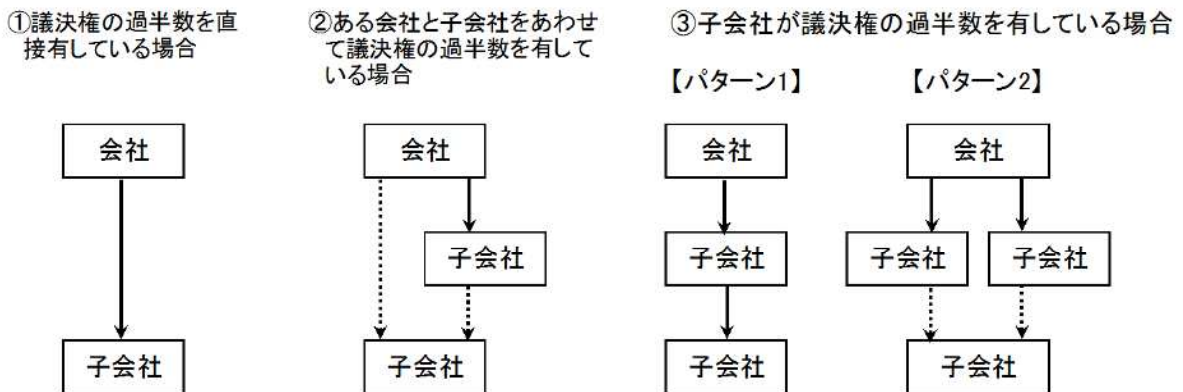 ①議決権の過半数を直
接有している場合
②ある会社と子会社をあわせ
て議決権の過半数を有して
いる場合
③子会社が議決権の過半数を有している場合
【パターン1】
【パターン2】
会社
子会社
会社
子会社
子会社
会社
子会社
子会社
会社
子会社
子会社
子会社